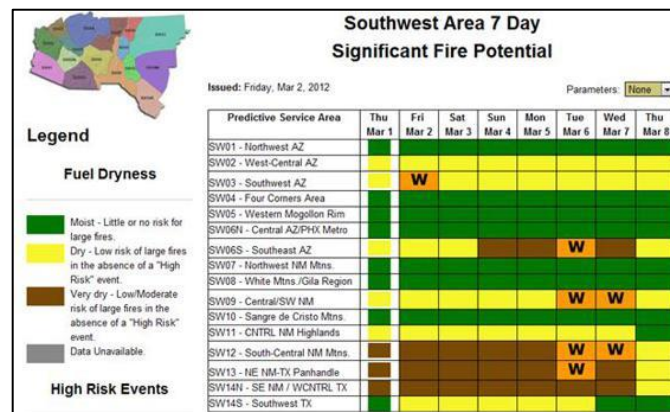 Southwest Area 7 Day
Significant Fire Potential
Issued: Friday, Mar 2, 2012
Parameters: None
Legend
Fuel Dryness
Moist - Little or no risk for
large fires.
Dry - Low risk of large fires
in the absence of a "High
Risk" event.
Very dry - Low/Moderate
risk of large fires in the
absence of a "High Risk"
event.
Data Unavailable.
High Risk Events
Predictive Service Area Thu Fri Sat Sun Mon Tue Wed Thu
Mar 1 Mar 2 Mar 3 Mar 4 Mar 5 Mar 6 Mar 7 Mar 8
SW01 - Northwest AZ
SW02 - West-Central AZ
SW03 - Southwest AZ W
SW04 - Four Corners Area
SW05 - Western Mogollon Rim
SW06N - Central AZ/PHX Metro
SW06S - Southeast AZ W
SW07 - Northwest NM Mtns.
SW08 - White Mtns./Gila Region
SW09 - Central/SW NM W W
SW10 - Sangre de Cristo Mtns.
SW11 - CNTRL NM Highlands
SW12 - South-Central NM Mtns. W W
SW13 - NE NM-TX Panhandle W
SW14N - SE NM / WCNTRL TX
SW14S - Southwest TX